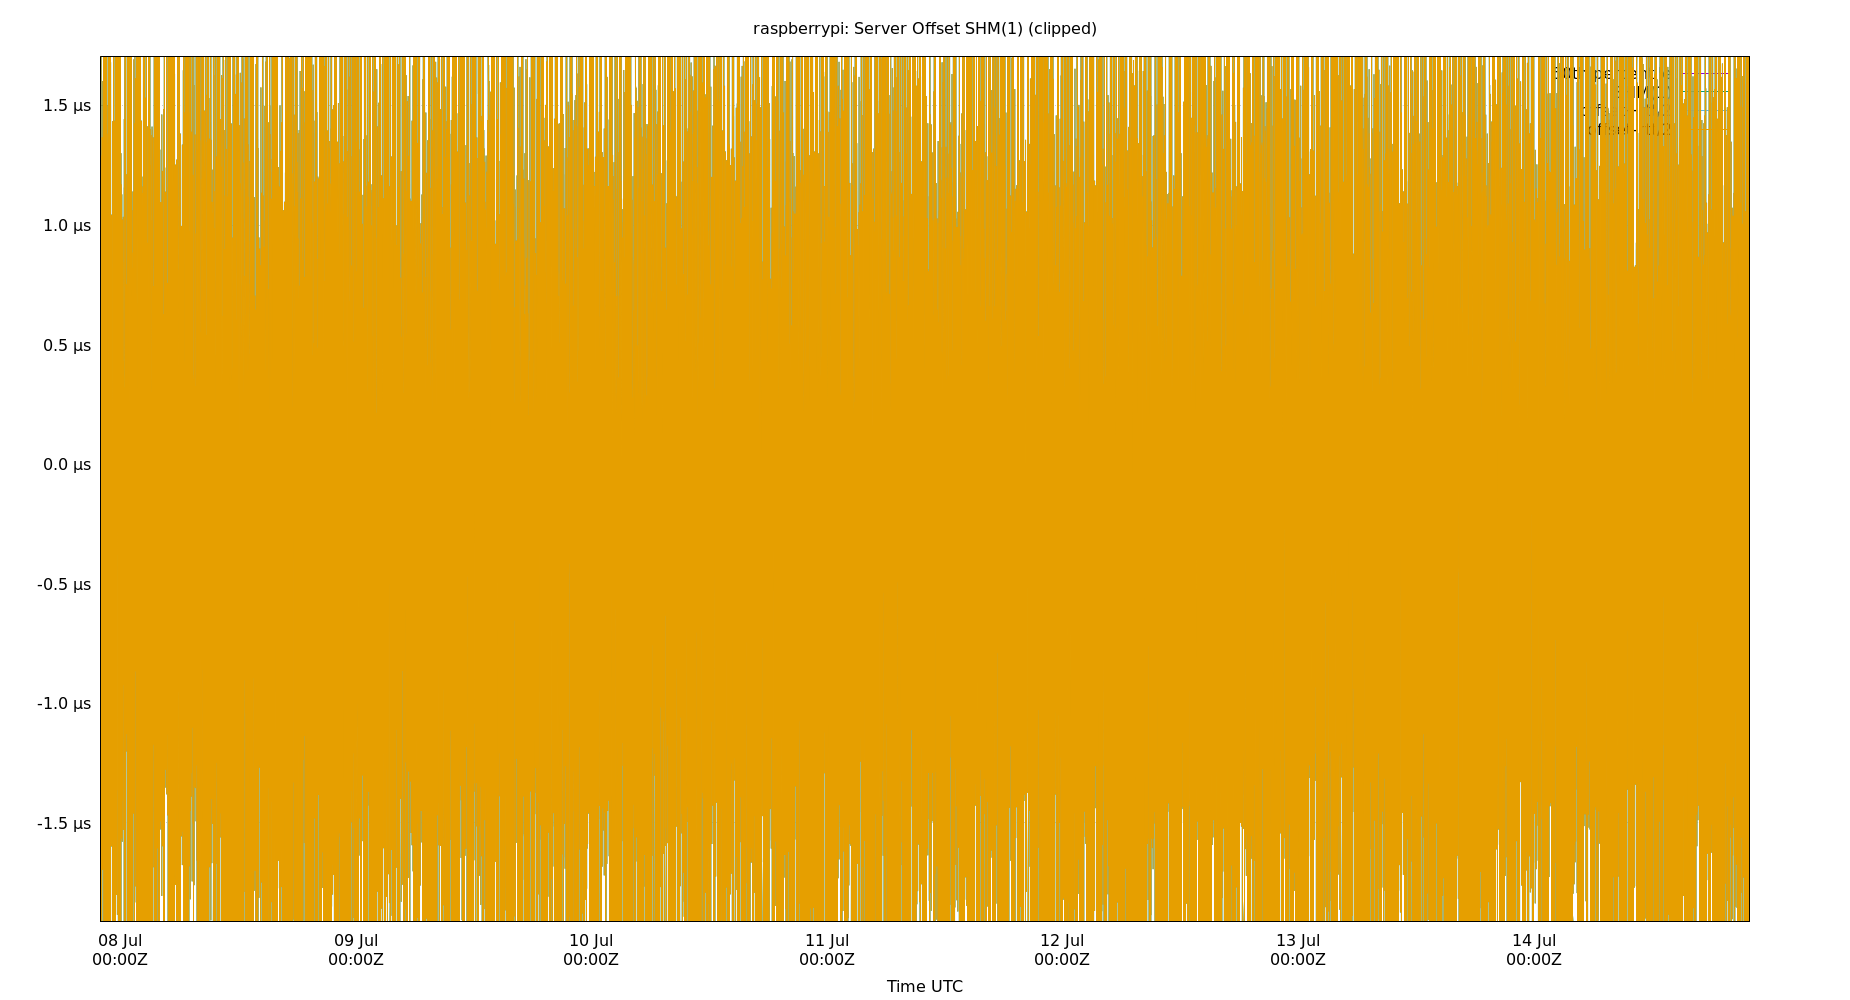 raspberrypi: Server Offset SHM(1) (clipped)
1.5 µs
1.0 µs
0.5 µs
0.0 µs
-0.5 µs
-1.0 µs
-1.5 µs
08 Jul 09 Jul 10 Jul 11 Jul 12 Jul 13 Jul 14 Jul
00:00Z 00:00Z 00:00Z 00:00Z 00:00Z 00:00Z 00:00Z
Time UTC